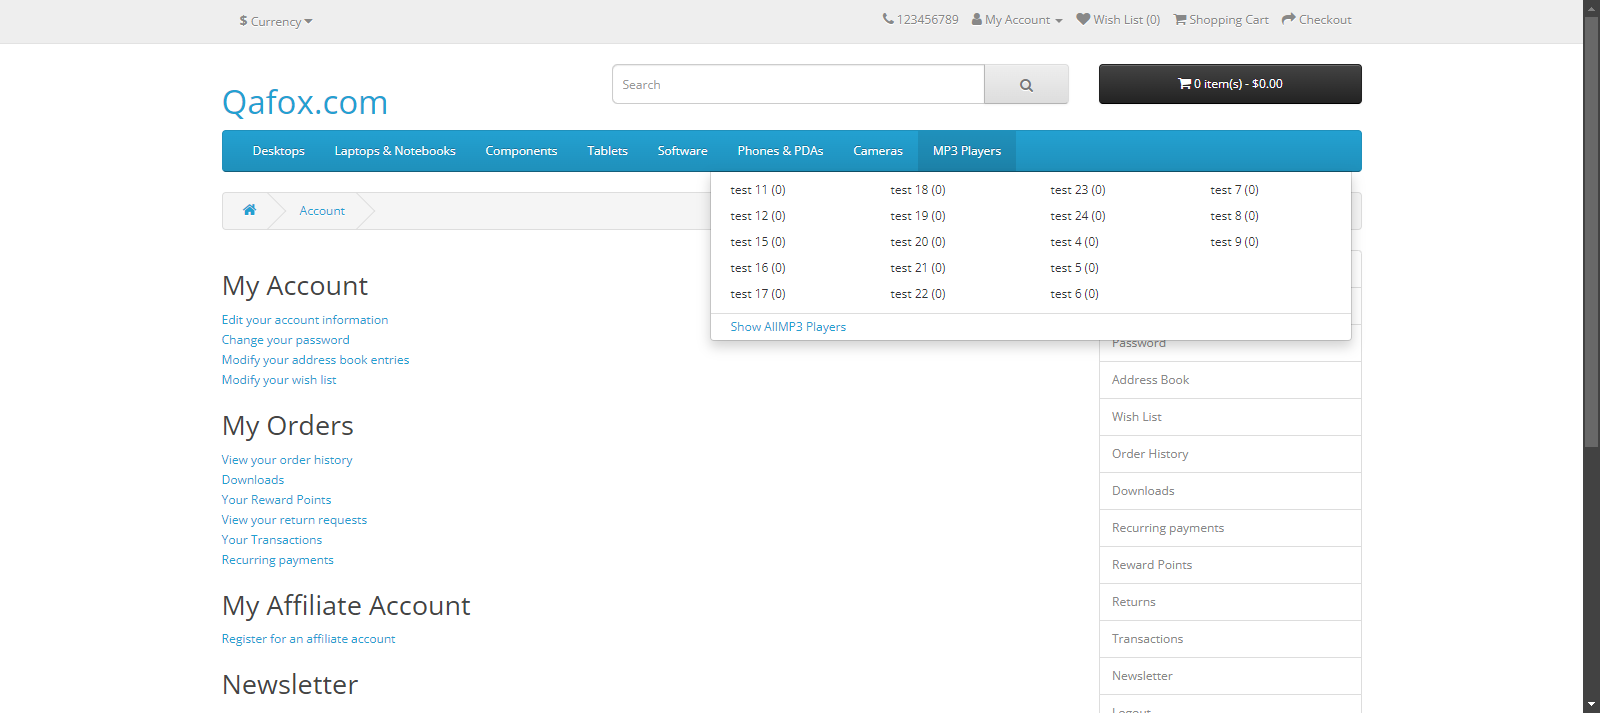 $ Currency
123456789 My Account Wish List (0) Shopping Cart Checkout
Qafox.com
Search
0 item(s) - $0.00
Desktops Laptops & Notebooks Components Tablets Software Phones & PDAs Cameras MP3 Players
test 11 (0) test 18 (0) test 23 (0) test 7 (0)
test 12 (0) test 19 (0) test 24 (0) test 8 (0)
test 15 (0) test 20 (0) test 4 (0) test 9 (0)
test 16 (0) test 21 (0) test 5 (0)
test 17 (0) test 22 (0) test 6 (0)
Show AllMP3 Players
Account
My Account
Edit your account information
Change your password
Modify your address book entries
Modify your wish list
My Orders
View your order history
Downloads
Your Reward Points
View your return requests
Your Transactions
Recurring payments
My Affiliate Account
Register for an affiliate account
Newsletter
Password
Address Book
Wish List
Order History
Downloads
Recurring payments
Reward Points
Returns
Transactions
Newsletter
Logout